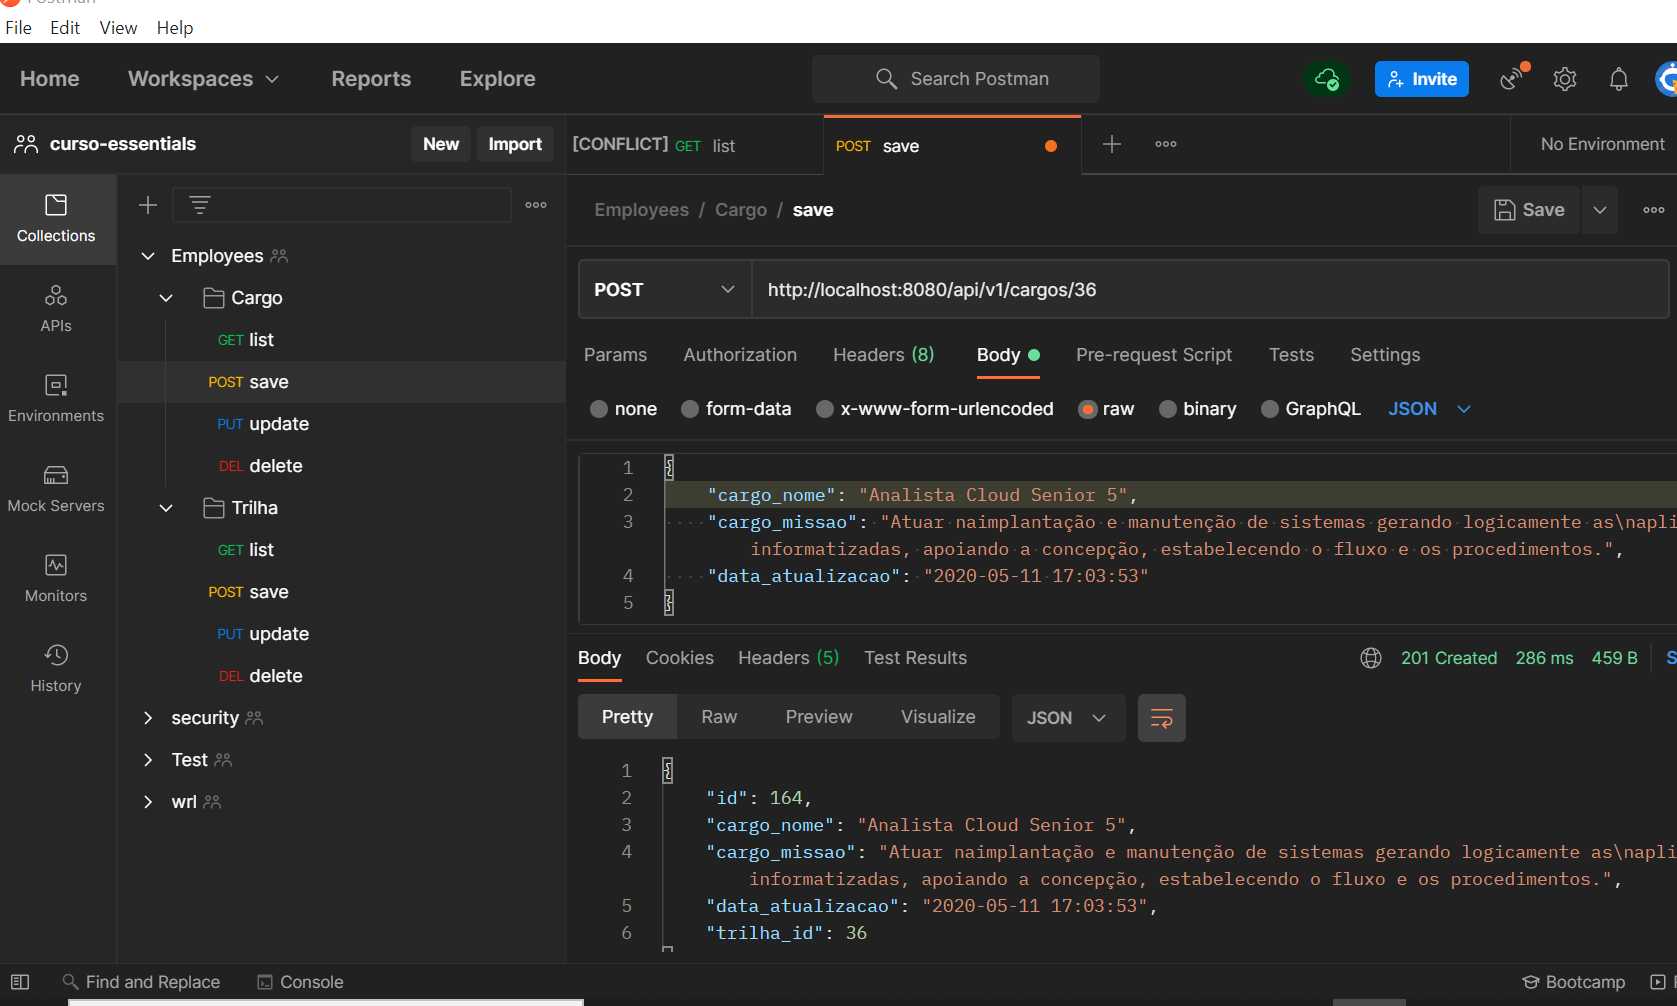 Postman
File Edit View Help
Home Workspaces Reports Explore Search Postman Invite
curso-essentials New Import [CONFLICT] GET list POST save No Environment
Collections
APIs
Environments
Mock Servers
Monitors
History
Employees
Cargo
GET list
POST save
PUT update
DEL delete
Trilha
GET list
POST save
PUT update
DEL delete
security
Test
wrl
Employees / Cargo / save Save
POST http://localhost:8080/api/v1/cargos/36
Params Authorization Headers (8) Body Pre-request Script Tests Settings
none form-data x-www-form-urlencoded raw binary GraphQL JSON
1 {
2 "cargo_nome": "Analista Cloud Senior 5",
3 "cargo_missao": "Atuar naimplantação e manutenção de sistemas gerando logicamente as\napli
informatizadas, apoiando a concepção, estabelecendo o fluxo e os procedimentos.",
4 "data_atualizacao": "2020-05-11 17:03:53"
5 }
Body Cookies Headers (5) Test Results 201 Created 286 ms 459 B S
Pretty Raw Preview Visualize JSON
1 {
2 "id": 164,
3 "cargo_nome": "Analista Cloud Senior 5",
4 "cargo_missao": "Atuar naimplantação e manutenção de sistemas gerando logicamente as\napli
informatizadas, apoiando a concepção, estabelecendo o fluxo e os procedimentos.",
5 "data_atualizacao": "2020-05-11 17:03:53",
6 "trilha_id": 36
Find and Replace Console Bootcamp